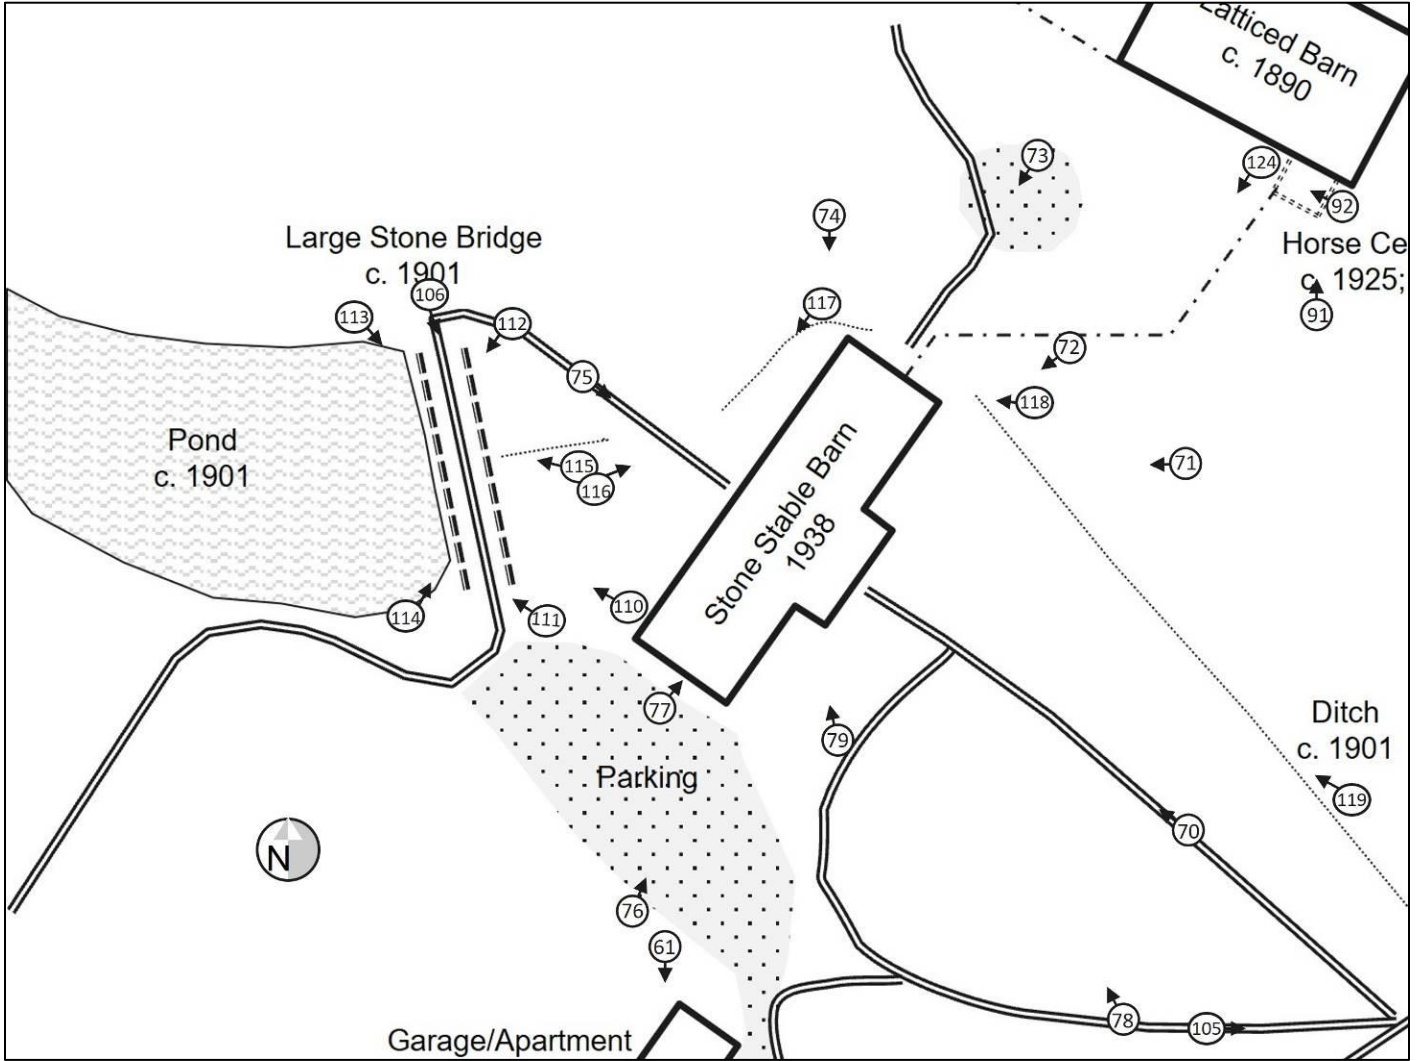 Latticed Barn
c. 1890
73
124
92
74
Large Stone Bridge
c. 1901
Horse Ce
c. 1925;
106
113
112
117
91
72
75
118
Pond
c. 1901
115
116
71
Stone Stable Barn
1938
114
111
110
77
79
Ditch
c. 1901
Parking
119
70
N
76
61
78
105
Garage/Apartment